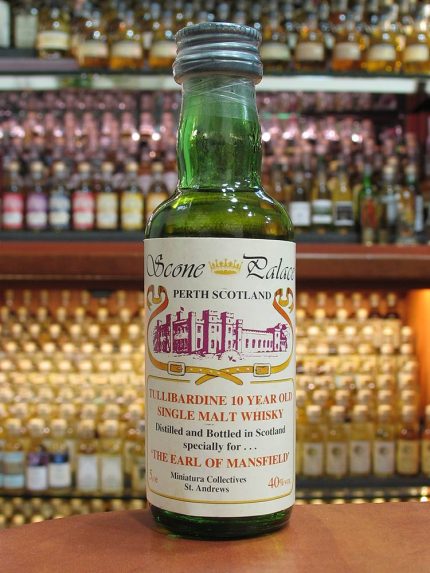 Scone Palace
PERTH SCOTLAND
TULLIBARDINE 10 YEAR OLD
SINGLE MALT WHISKY
Distilled and Bottled in Scotland
specially for . . .
'THE EARL OF MANSFIELD'
Miniatura Collectives
St. Andrews
5cle
40%vol.